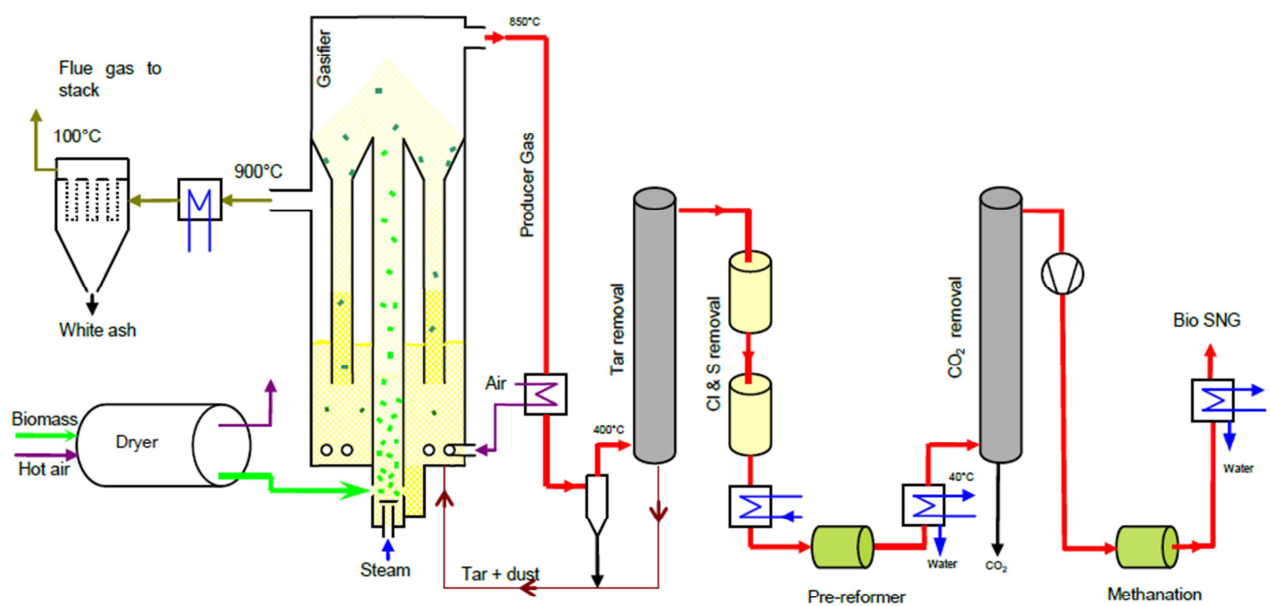 850°C
Gasifier
Flue gas to
stack
100°C
900°C
White ash
Producer Gas
Tar removal
Cl & S removal
CO₂ removal
Bio SNG
Air
400°C
Biomass
Hot air
Dryer
Steam
Tar + dust
40°C
Water
Water
CO₂
Pre-reformer
Methanation